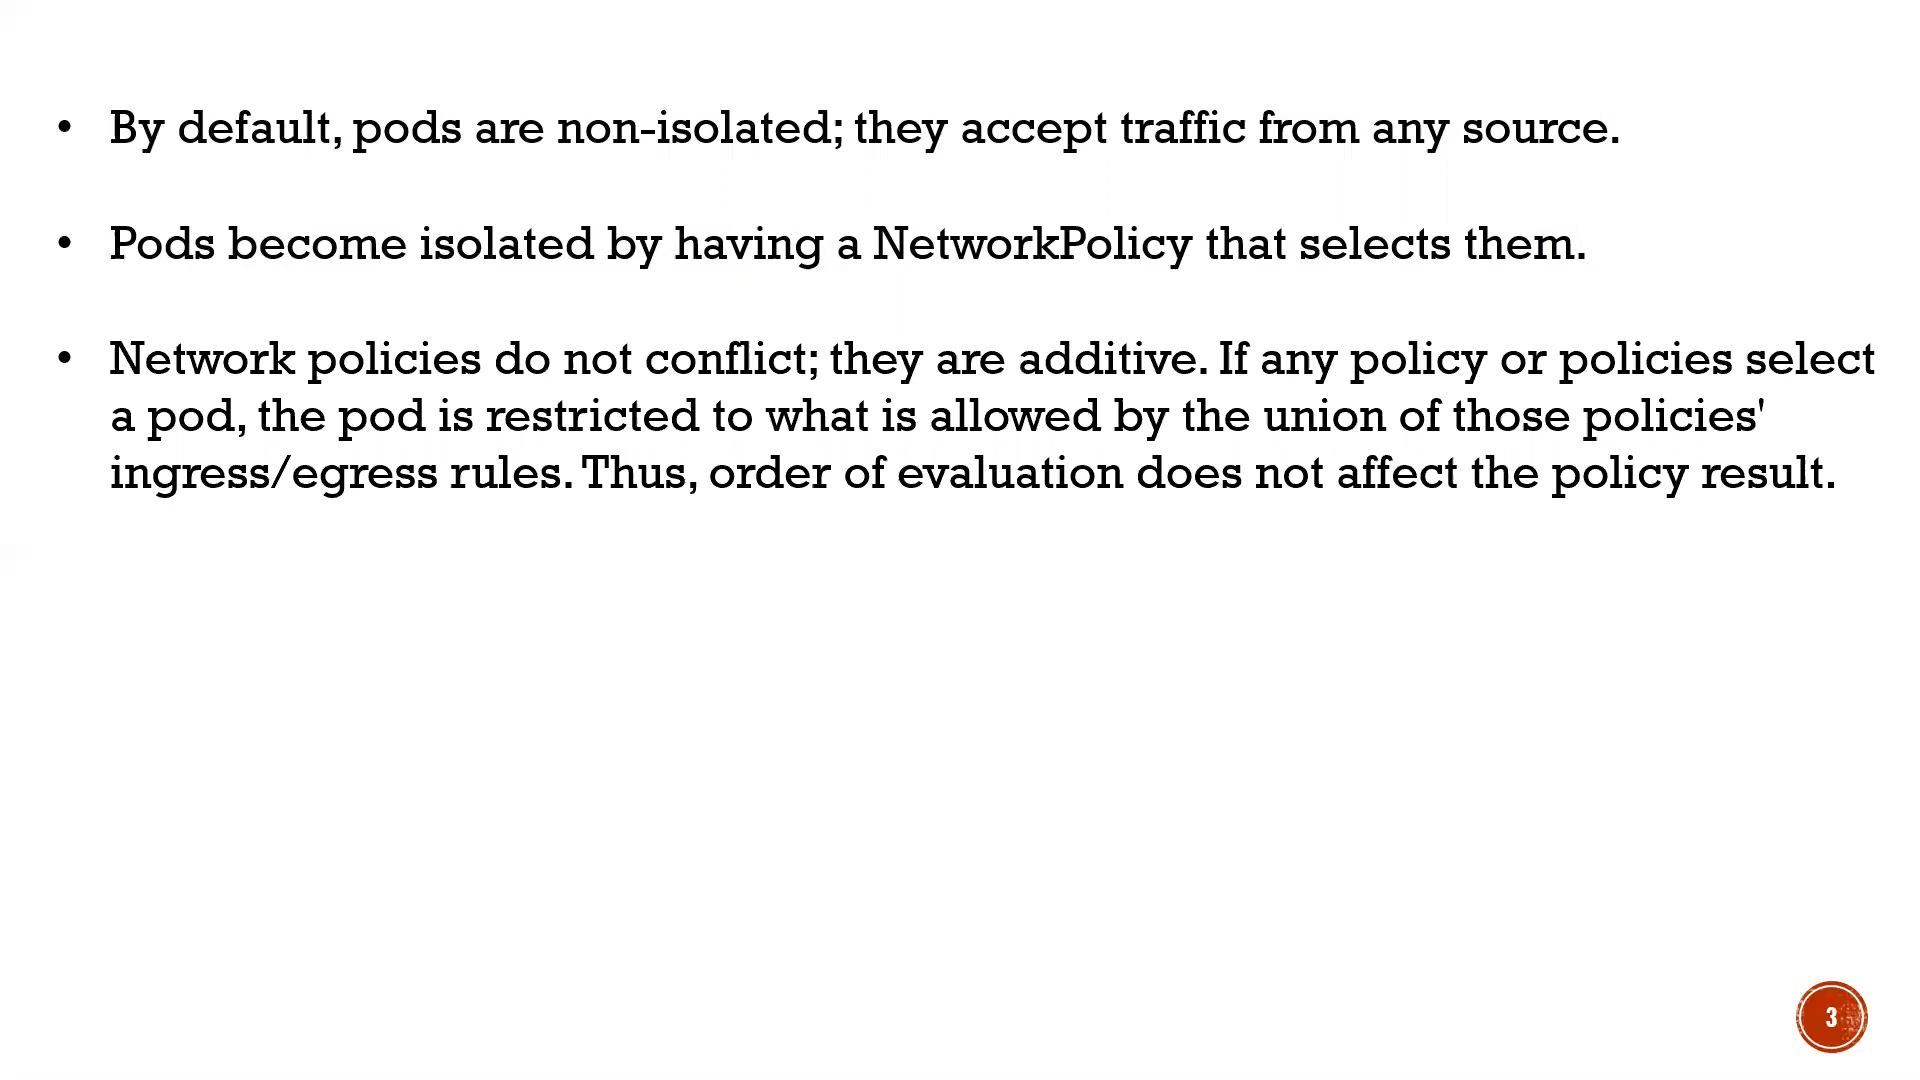 • By default, pods are non-isolated; they accept traffic from any source.
• Pods become isolated by having a NetworkPolicy that selects them.
• Network policies do not conflict; they are additive. If any policy or policies select
a pod, the pod is restricted to what is allowed by the union of those policies'
ingress/egress rules. Thus, order of evaluation does not affect the policy result.
3